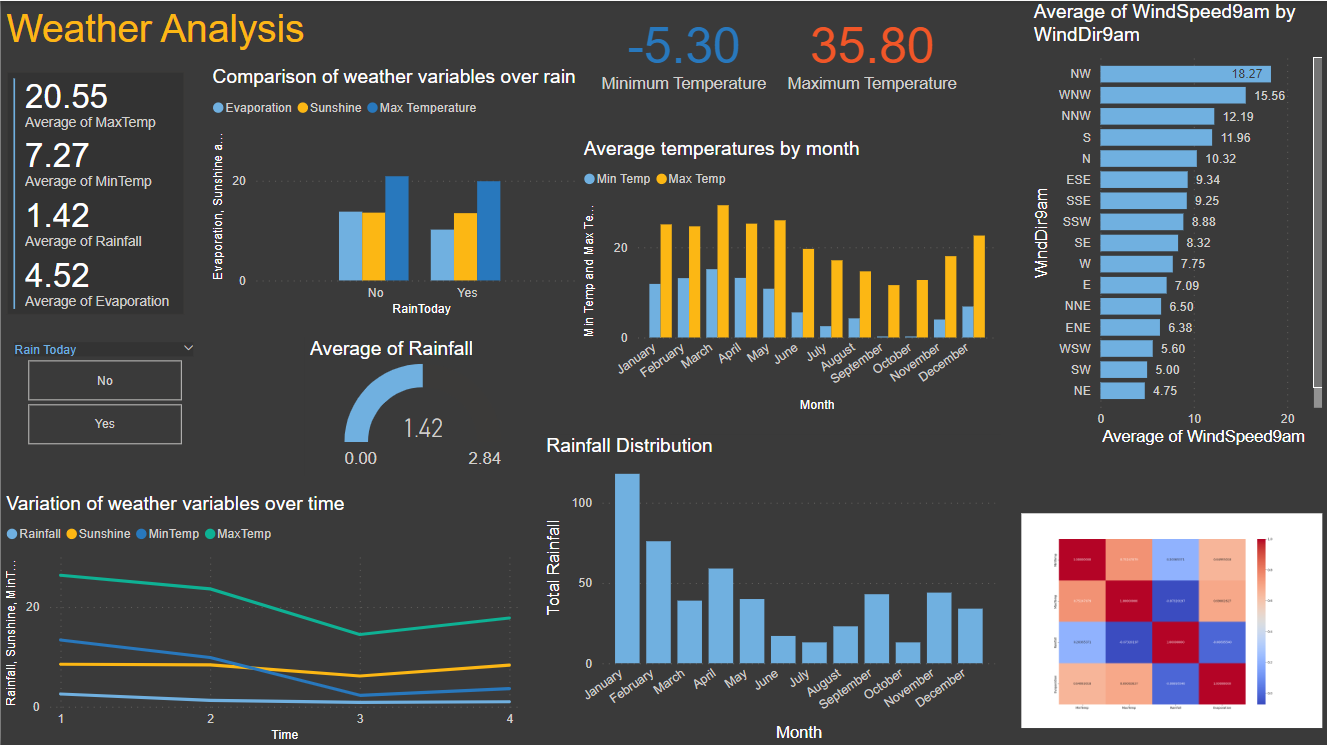 Weather Analysis
20.55
Average of MaxTemp
7.27
Average of MinTemp
1.42
Average of Rainfall
4.52
Average of Evaporation
Rain Today
No
Yes
Comparison of weather variables over rain
Evaporation Sunshine Max Temperature
Evaporation, Sunshine a...
20
0
No Yes
RainToday
Average of Rainfall
1.42
0.00 2.84
-5.30
Minimum Temperature
35.80
Maximum Temperature
Average temperatures by month
Min Temp Max Temp
Min Temp and Max Te...
20
0
January February March April May June July August September October November December
Month
Average of WindSpeed9am by
WindDir9am
WindDir9am
NW 18.27
WNW 15.56
NNW 12.19
S 11.96
N 10.32
ESE 9.34
SSE 9.25
SSW 8.88
SE 8.32
W 7.75
E 7.09
NNE 6.50
ENE 6.38
WSW 5.60
SW 5.00
NE 4.75
0 10 20
Average of WindSpeed9am
Variation of weather variables over time
Rainfall Sunshine MinTemp MaxTemp
Rainfall, Sunshine, MinT...
20
0
1 2 3 4
Time
Rainfall Distribution
Total Rainfall
100
50
0
January February March April May June July August September October November December
Month